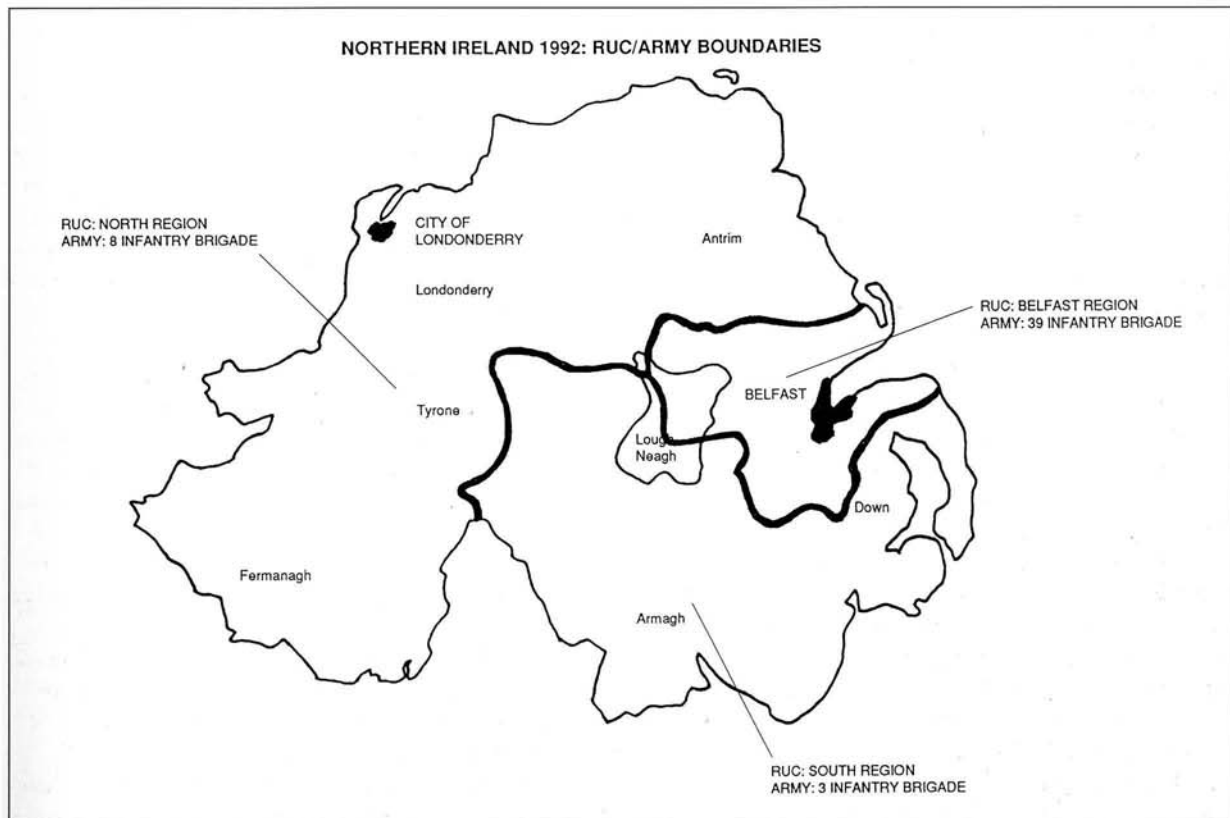 NORTHERN IRELAND 1992: RUC/ARMY BOUNDARIES
RUC: NORTH REGION
ARMY: 8 INFANTRY BRIGADE
CITY OF
LONDONDERRY
Antrim
Londonderry
RUC: BELFAST REGION
ARMY: 39 INFANTRY BRIGADE
BELFAST
Tyrone
Lough
Neagh
Down
Fermanagh
Armagh
RUC: SOUTH REGION
ARMY: 3 INFANTRY BRIGADE